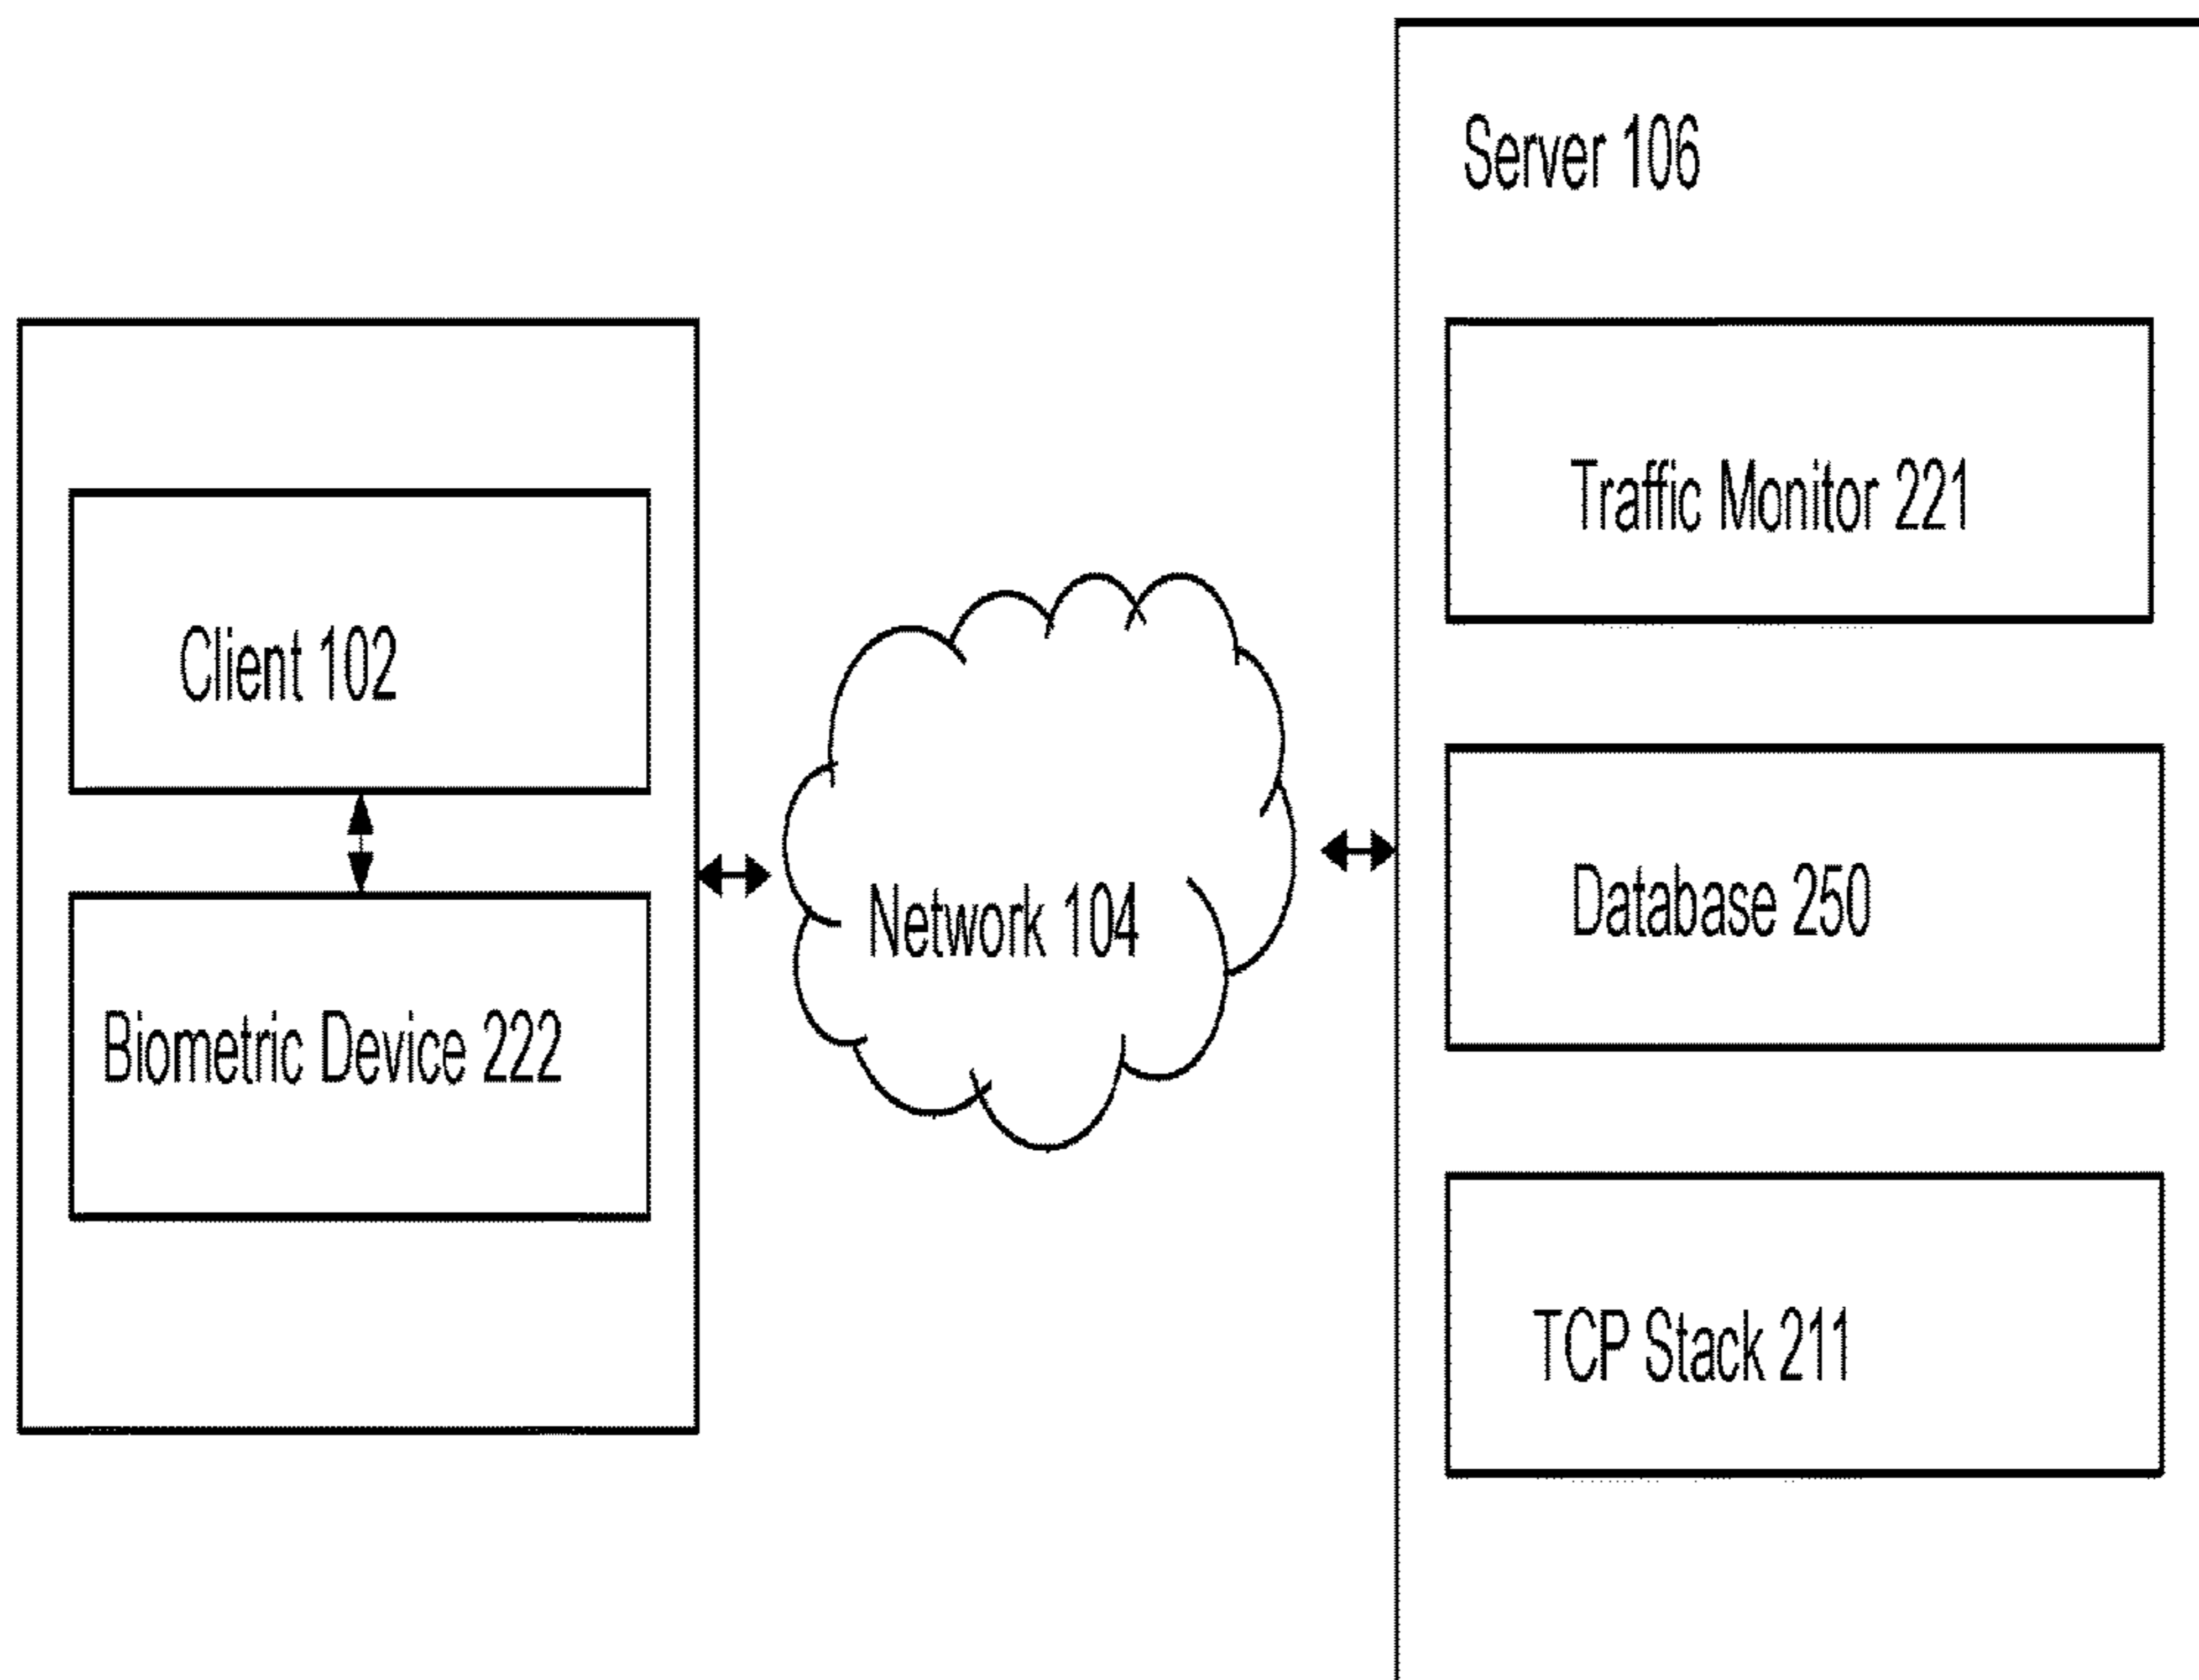 Client 102
Biometric Device 222
Network 104
Server 106
Traffic Monitor 221
Database 250
TCP Stack 211